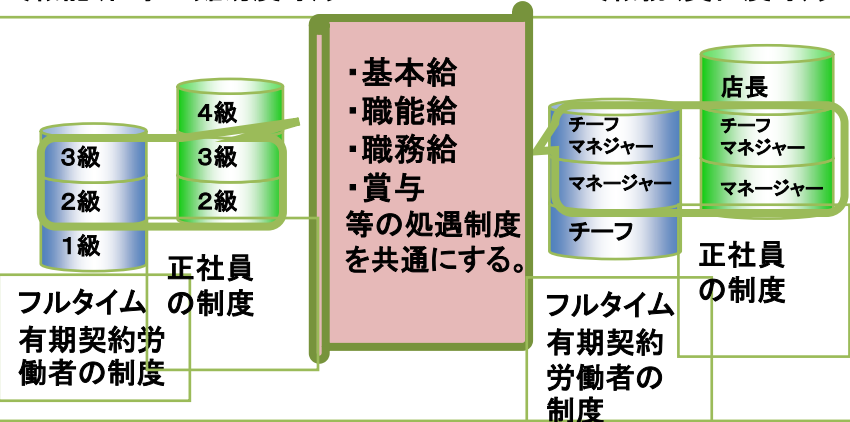 4級
3級
3級
2級
2級
1級
正社員
の制度
フルタイム
有期契約労
働者の制度
・基本給
・職能給
・職務給
・賞与
等の処遇制度
を共通にする。
店長
チーフ
マネジャー
チーフ
マネジャー
マネージャー
マネージャー
チーフ
正社員
の制度
フルタイム
有期契約
労働者の
制度